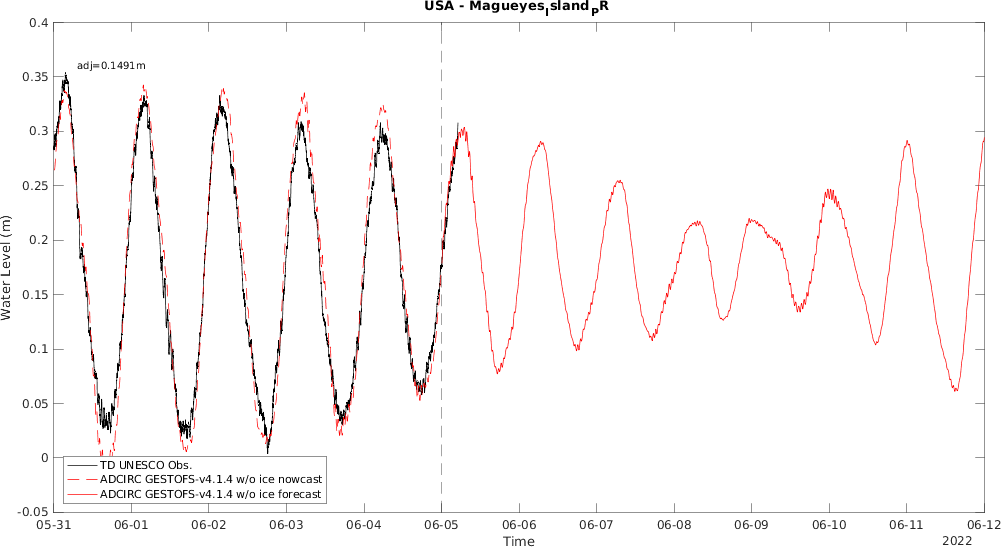 USA - Magueyes_Island_PR
0.4
adj=0.1491m
0.35
0.3
0.25
0.2
0.15
0.1
0.05
0
-0.05
Water Level (m)
TD UNESCO Obs.
ADCIRC GESTOFS-v4.1.4 w/o ice nowcast
ADCIRC GESTOFS-v4.1.4 w/o ice forecast
05-31 06-01 06-02 06-03 06-04 06-05 06-06 06-07 06-08 06-09 06-10 06-11 06-12
Time
2022